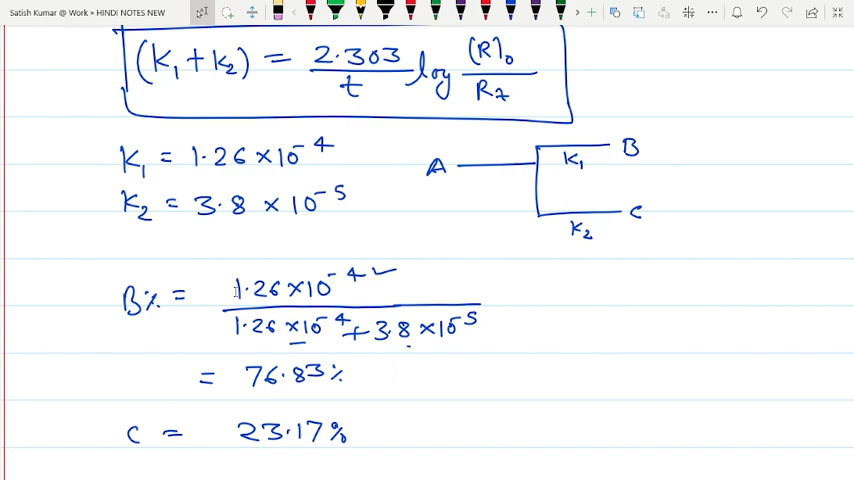 Satish Kumar @ Work » HINDI NOTES NEW
(K₁ + K₂) = 2.303/t log (R)₀/Rt
K₁ = 1.26 × 10⁻⁴
K₂ = 3.8 × 10⁻⁵
A K₁ B
K₂ C
B% = 1.26 × 10⁻⁴ ✓ / 1.26 × 10⁻⁴ + 3.8 × 10⁻⁵
= 76.83%
C = 23.17%